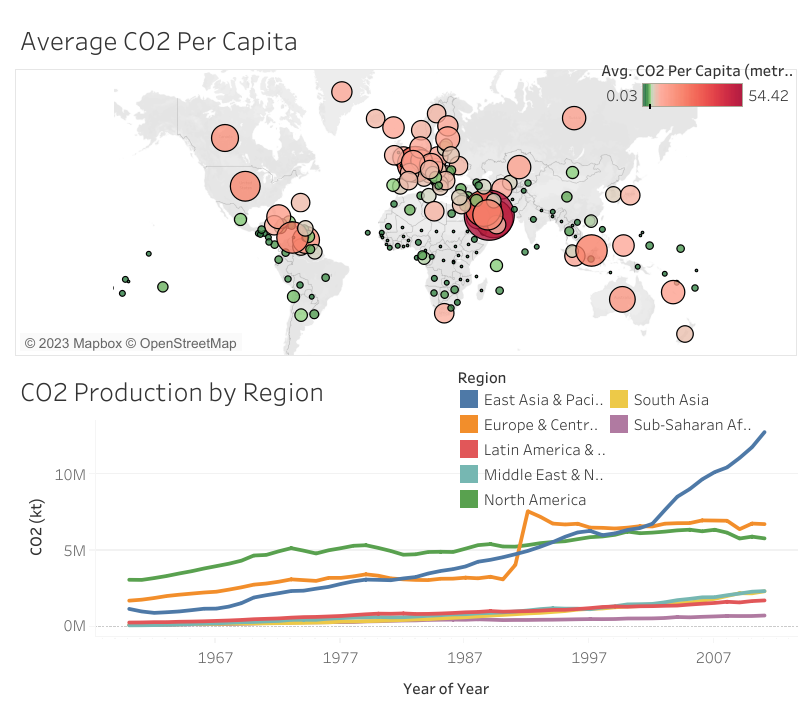 Average CO2 Per Capita
Avg. CO2 Per Capita (metr..
0.03
54.42
© 2023 Mapbox © OpenStreetMap
CO2 Production by Region
Region
East Asia & Paci..
South Asia
Europe & Centr..
Sub-Saharan Af..
Latin America & ..
Middle East & N..
North America
10M
5M
0M
CO2 (kt)
1967
1977
1987
1997
2007
Year of Year